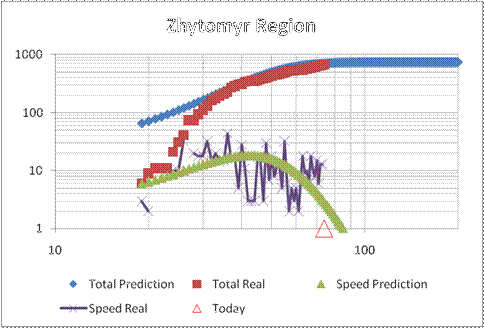 Zhytomyr Region
1000
100
10
1
10
100
Total Prediction
Total Real
Speed Prediction
Speed Real
Today